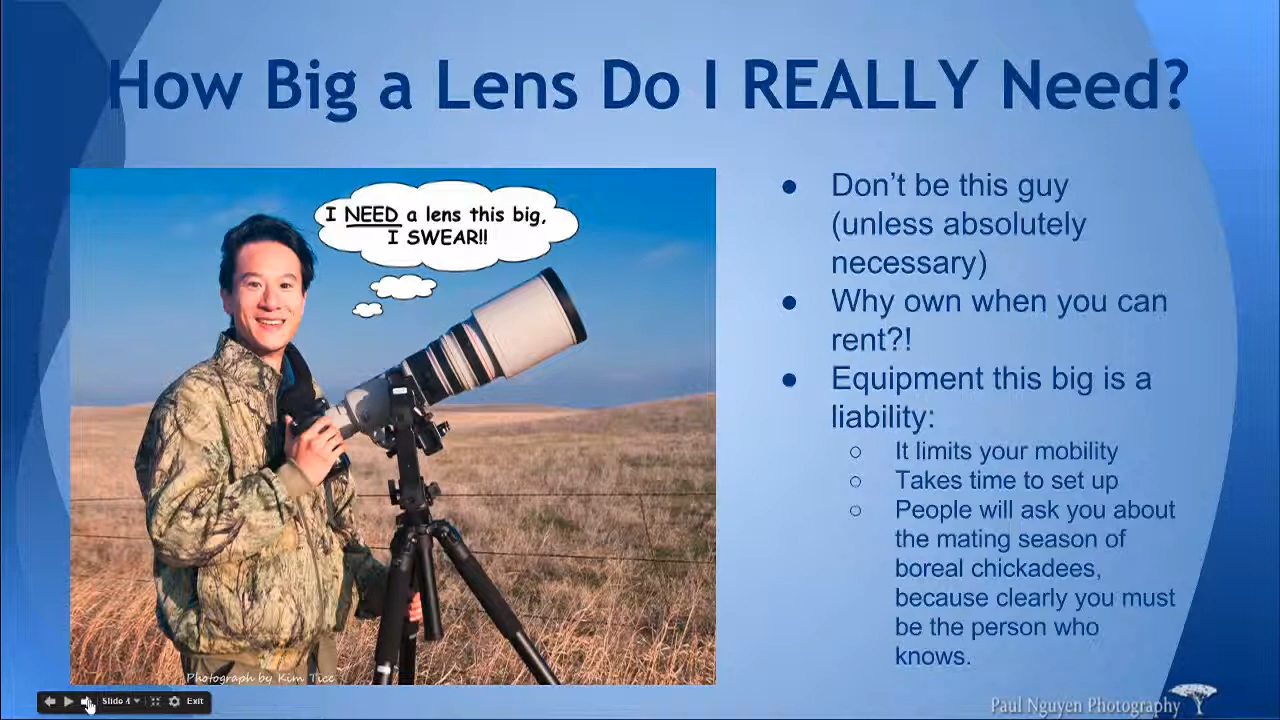 How Big a Lens Do I REALLY Need?
I NEED a lens this big,
I SWEAR!!
Photograph by Kim Tice
● Don't be this guy
(unless absolutely
necessary)
● Why own when you can
rent?!
● Equipment this big is a
liability:
○ It limits your mobility
○ Takes time to set up
○ People will ask you about
the mating season of
boreal chickadees,
because clearly you must
be the person who
knows.
Slide 4
Exit
Paul Nguyen Photography